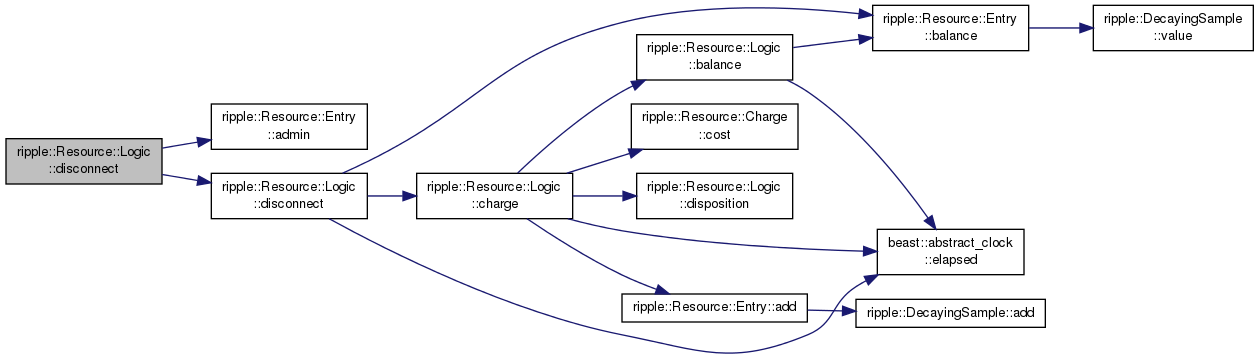 ripple::Resource::Logic
::disconnect
ripple::Resource::Entry
::admin
ripple::Resource::Logic
::disconnect
ripple::Resource::Logic
::charge
ripple::Resource::Logic
::balance
ripple::Resource::Charge
::cost
ripple::Resource::Logic
::disposition
ripple::Resource::Entry::add
ripple::Resource::Entry
::balance
beast::abstract_clock
::elapsed
ripple::DecayingSample::add
ripple::DecayingSample
::value